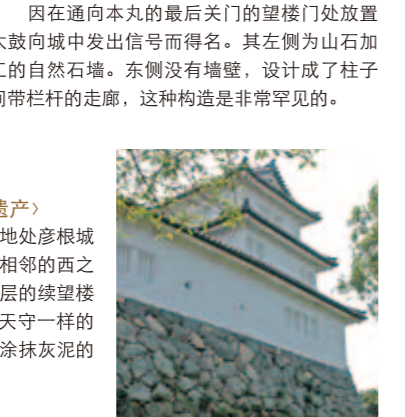 因在通向本丸的最后关门的望楼门处放置
太鼓向城中发出信号而得名。其左侧为山石加
工的自然石墙。东侧没有墙壁，设计成了柱子
间带栏杆的走廊，这种构造是非常罕见的。
遗产〉
地处彦根城
相邻的西之
层的续望楼
天守一样的
涂抹灰泥的